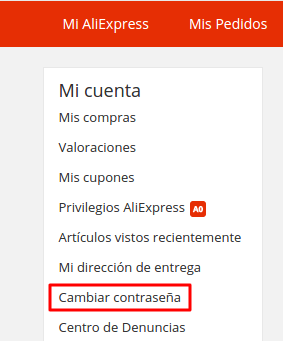 Mi AliExpress Mis Pedidos
Mi cuenta
Mis compras
Valoraciones
Mis cupones
Privilegios AliExpress A0
Artículos vistos recientemente
Mi dirección de entrega
Cambiar contraseña
Centro de Denuncias